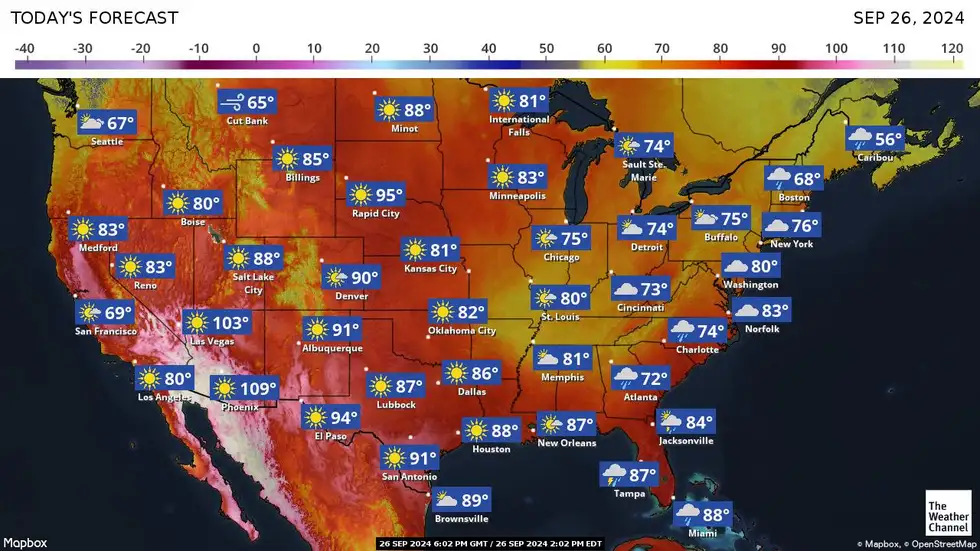 TODAY'S FORECAST
SEP 26, 2024
-40 -30 -20 -10 0 10 20 30 40 50 60 70 80 90 100 110 120
67°
Seattle
65°
Cut Bank
88°
Minot
81°
International
Falls
74°
Sault Ste.
Marie
56°
Caribou
85°
Billings
95°
Rapid City
83°
Minneapolis
68°
Boston
80°
Boise
83°
Medford
83°
Reno
88°
Salt Lake
City
90°
Denver
81°
Kansas City
75°
Chicago
74°
Detroit
75°
Buffalo
76°
New York
80°
Washington
69°
San Francisco
103°
Las Vegas
91°
Albuquerque
82°
Oklahoma City
80°
St. Louis
73°
Cincinnati
83°
Norfolk
74°
Charlotte
80°
Los Angeles
109°
Phoenix
94°
El Paso
87°
Lubbock
86°
Dallas
81°
Memphis
72°
Atlanta
91°
San Antonio
88°
Houston
87°
New Orleans
84°
Jacksonville
89°
Brownsville
87°
Tampa
88°
Miami
The
Weather
Channel
Mapbox
26 SEP 2024 6:02 PM GMT / 26 SEP 2024 2:02 PM EDT
© Mapbox, © OpenStreetMap